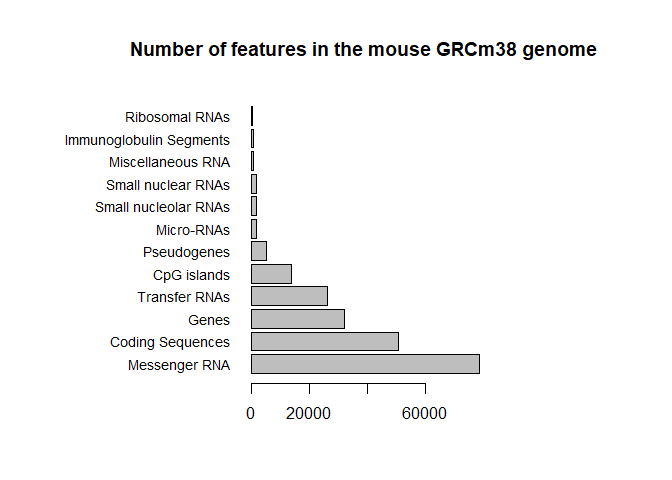 Number of features in the mouse GRCm38 genome
Ribosomal RNAs
Immunoglobulin Segments
Miscellaneous RNA
Small nuclear RNAs
Small nucleolar RNAs
Micro-RNAs
Pseudogenes
CpG islands
Transfer RNAs
Genes
Coding Sequences
Messenger RNA
0 20000 60000